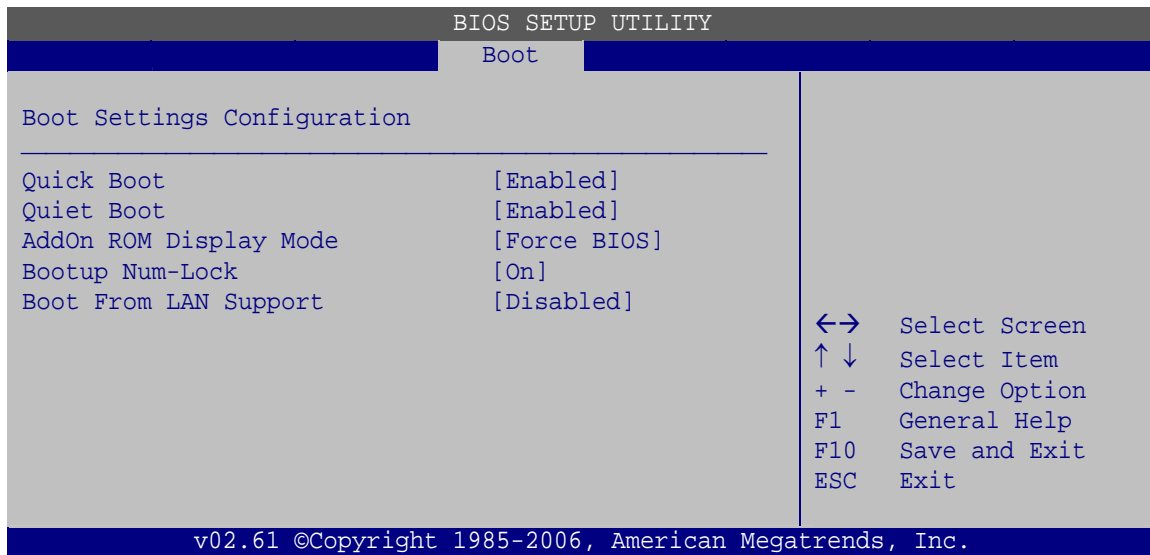 BIOS SETUP UTILITY
Boot
Boot Settings Configuration
Quick Boot [Enabled]
Quiet Boot [Enabled]
AddOn ROM Display Mode [Force BIOS]
Bootup Num-Lock [On]
Boot From LAN Support [Disabled]
←→ Select Screen
↑ ↓ Select Item
+ - Change Option
F1 General Help
F10 Save and Exit
ESC Exit
v02.61 ©Copyright 1985-2006, American Megatrends, Inc.